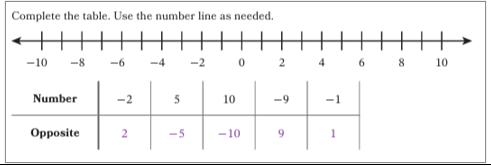 Complete the table. Use the number line as needed.
−10 −8 −6 −4 −2 0 2 4 6 8 10
Number −2 5 10 −9 −1
Opposite 2 −5 −10 9 1